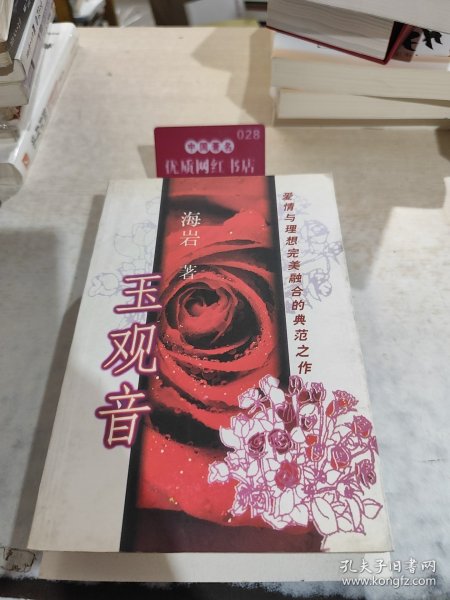 028
中国著名
优质网红书店
海岩 著
爱情与理想完美融合的典范之作
玉观音
孔夫子旧书网
www.kongfz.com